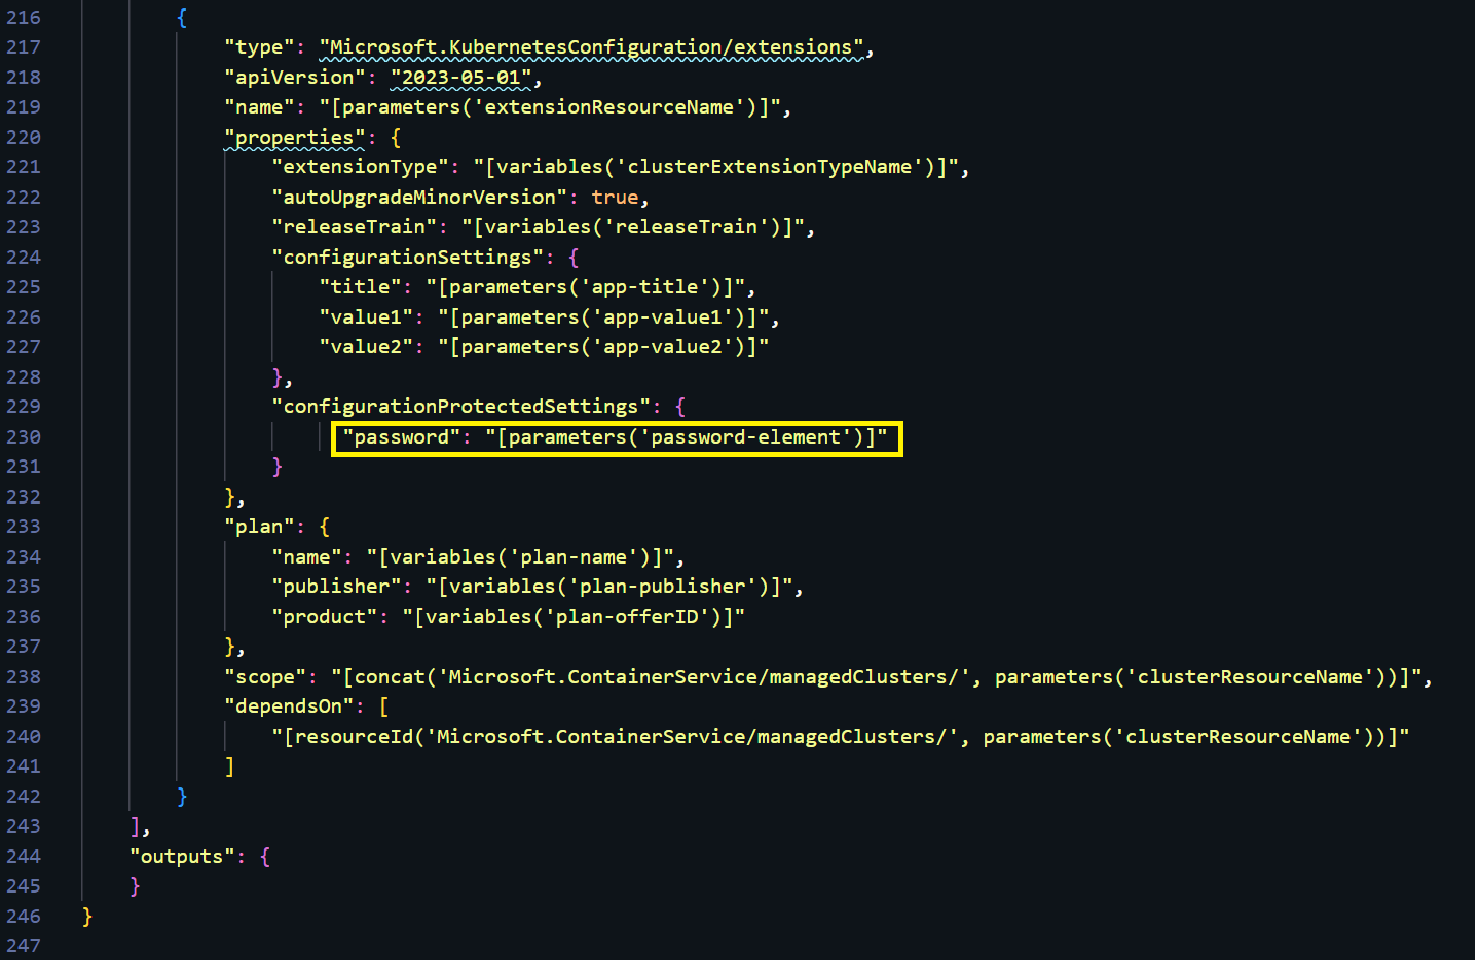 216 {
217 "type": "Microsoft.KubernetesConfiguration/extensions",
218 "apiVersion": "2023-05-01",
219 "name": "[parameters('extensionResourceName')]",
220 "properties": {
221 "extensionType": "[variables('clusterExtensionTypeName')]",
222 "autoUpgradeMinorVersion": true,
223 "releaseTrain": "[variables('releaseTrain')]",
224 "configurationSettings": {
225 "title": "[parameters('app-title')]",
226 "value1": "[parameters('app-value1')]",
227 "value2": "[parameters('app-value2')]"
228 },
229 "configurationProtectedSettings": {
230 "password": "[parameters('password-element')]"
231 }
232 },
233 "plan": {
234 "name": "[variables('plan-name')]",
235 "publisher": "[variables('plan-publisher')]",
236 "product": "[variables('plan-offerID')]"
237 },
238 "scope": "[concat('Microsoft.ContainerService/managedClusters/', parameters('clusterResourceName'))]",
239 "dependsOn": [
240 "[resourceId('Microsoft.ContainerService/managedClusters/', parameters('clusterResourceName'))]"
241 ]
242 }
243 ],
244 "outputs": {
245 }
246 }
247